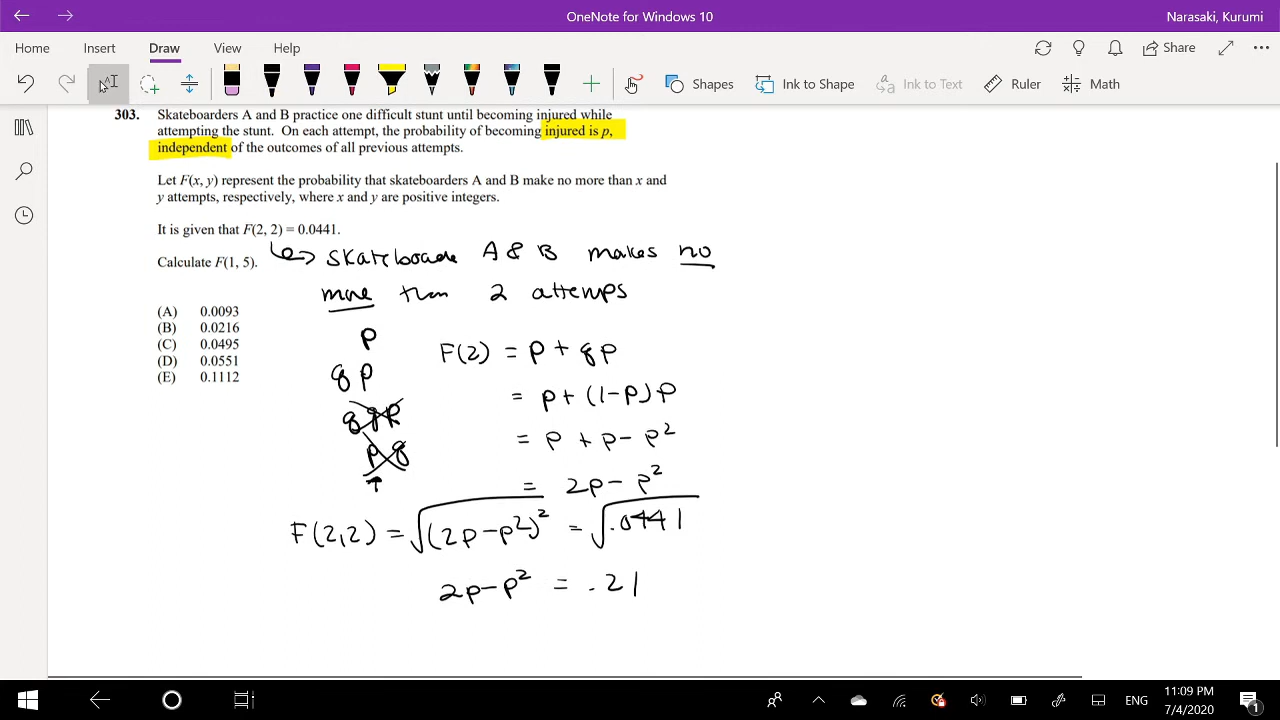 OneNote for Windows 10
Narasaki, Kurumi
Home Insert Draw View Help
Share
Shapes Ink to Shape Ink to Text Ruler Math
303. Skateboarders A and B practice one difficult stunt until becoming injured while
attempting the stunt. On each attempt, the probability of becoming injured is p,
independent of the outcomes of all previous attempts.
Let F(x, y) represent the probability that skateboarders A and B make no more than x and
y attempts, respectively, where x and y are positive integers.
It is given that F(2, 2) = 0.0441.
Calculate F(1, 5).
(A) 0.0093
(B) 0.0216
(C) 0.0495
(D) 0.0551
(E) 0.1112
A & B makes no
more than 2 attemps
p
qp
qqp
pq
F(2) = p + qp
= p + (1-p)p
= p + p - p²
= 2p - p²
F(2,2) = √(2p-p²)² = √.0441
2p-p² = .21
ENG
11:09 PM
7/4/2020
1